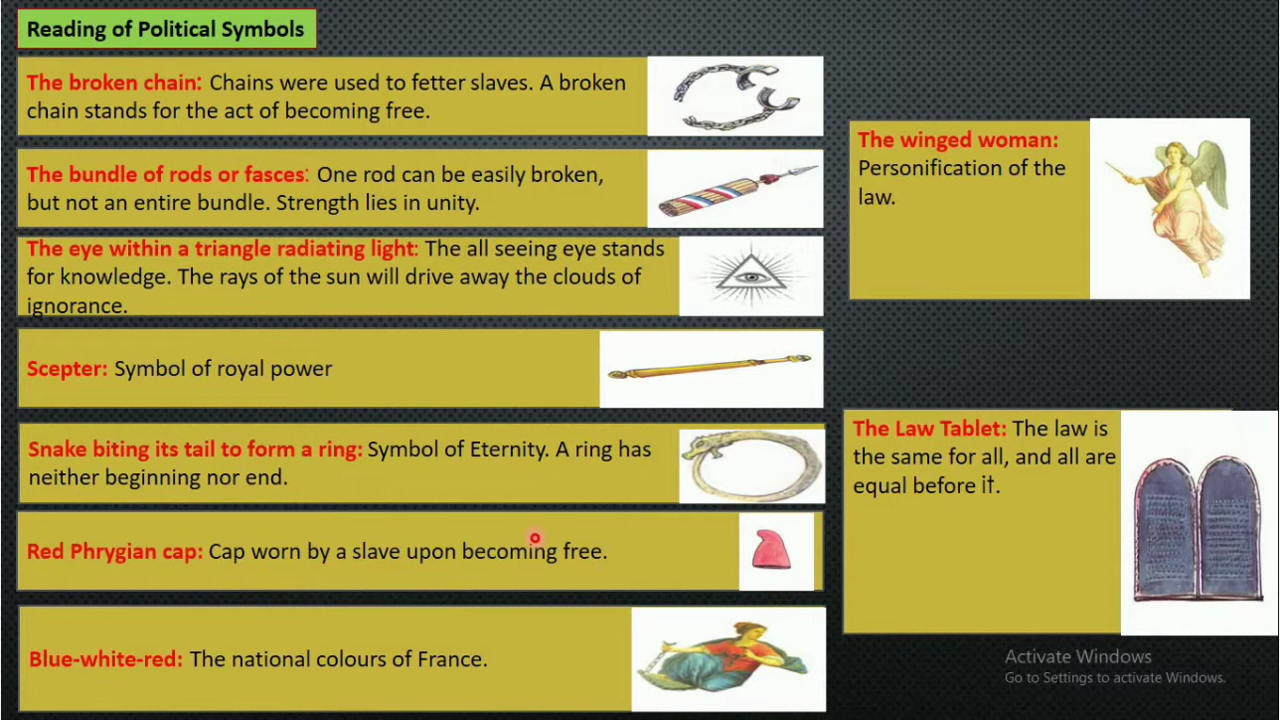 Reading of Political Symbols
The broken chain: Chains were used to fetter slaves. A broken
chain stands for the act of becoming free.
The bundle of rods or fasces: One rod can be easily broken,
but not an entire bundle. Strength lies in unity.
The eye within a triangle radiating light: The all seeing eye stands
for knowledge. The rays of the sun will drive away the clouds of
ignorance.
Scepter: Symbol of royal power
Snake biting its tail to form a ring: Symbol of Eternity. A ring has
neither beginning nor end.
Red Phrygian cap: Cap worn by a slave upon becoming free.
Blue-white-red: The national colours of France.
The winged woman:
Personification of the
law.
The Law Tablet: The law is
the same for all, and all are
equal before it.
Activate Windows
Go to Settings to activate Windows.